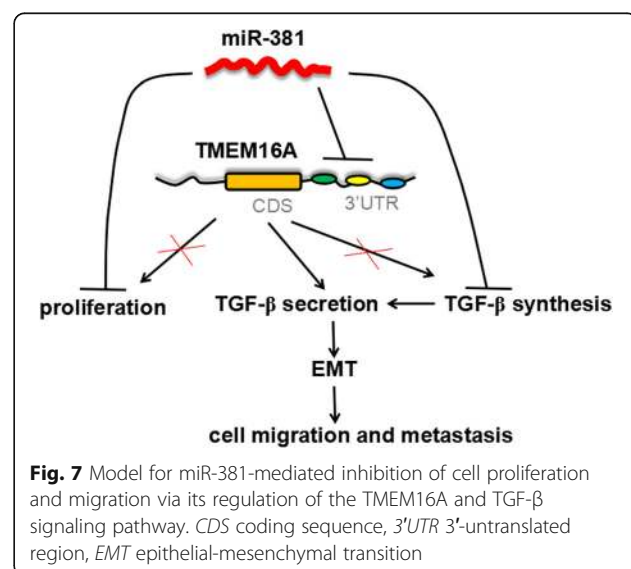 miR-381
TMEM16A
CDS
3'UTR
proliferation
TGF-β secretion
TGF-β synthesis
EMT
cell migration and metastasis
Fig. 7 Model for miR-381-mediated inhibition of cell proliferation
and migration via its regulation of the TMEM16A and TGF-β
signaling pathway. CDS coding sequence, 3′UTR 3′-untranslated
region, EMT epithelial-mesenchymal transition